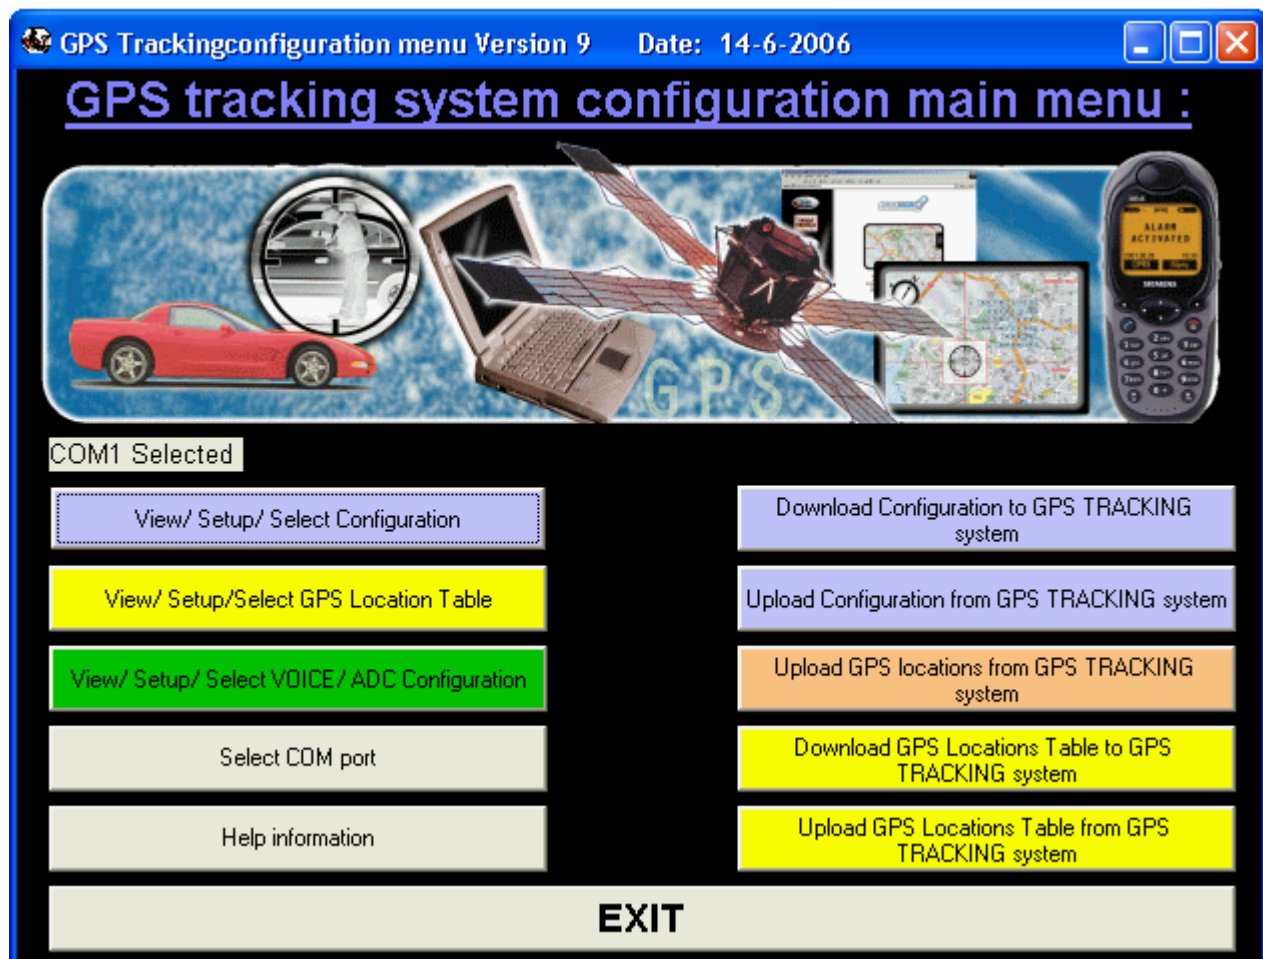 GPS Trackingconfiguration menu Version 9 Date: 14-6-2006
GPS tracking system configuration main menu :
ALARM
ACTIVATED
SIEMENS
GPS
COM1 Selected
View/ Setup/ Select Configuration
View/ Setup/Select GPS Location Table
View/ Setup/ Select VOICE/ ADC Configuration
Select COM port
Help information
Download Configuration to GPS TRACKING
system
Upload Configuration from GPS TRACKING system
Upload GPS locations from GPS TRACKING
system
Download GPS Locations Table to GPS
TRACKING system
Upload GPS Locations Table from GPS
TRACKING system
EXIT